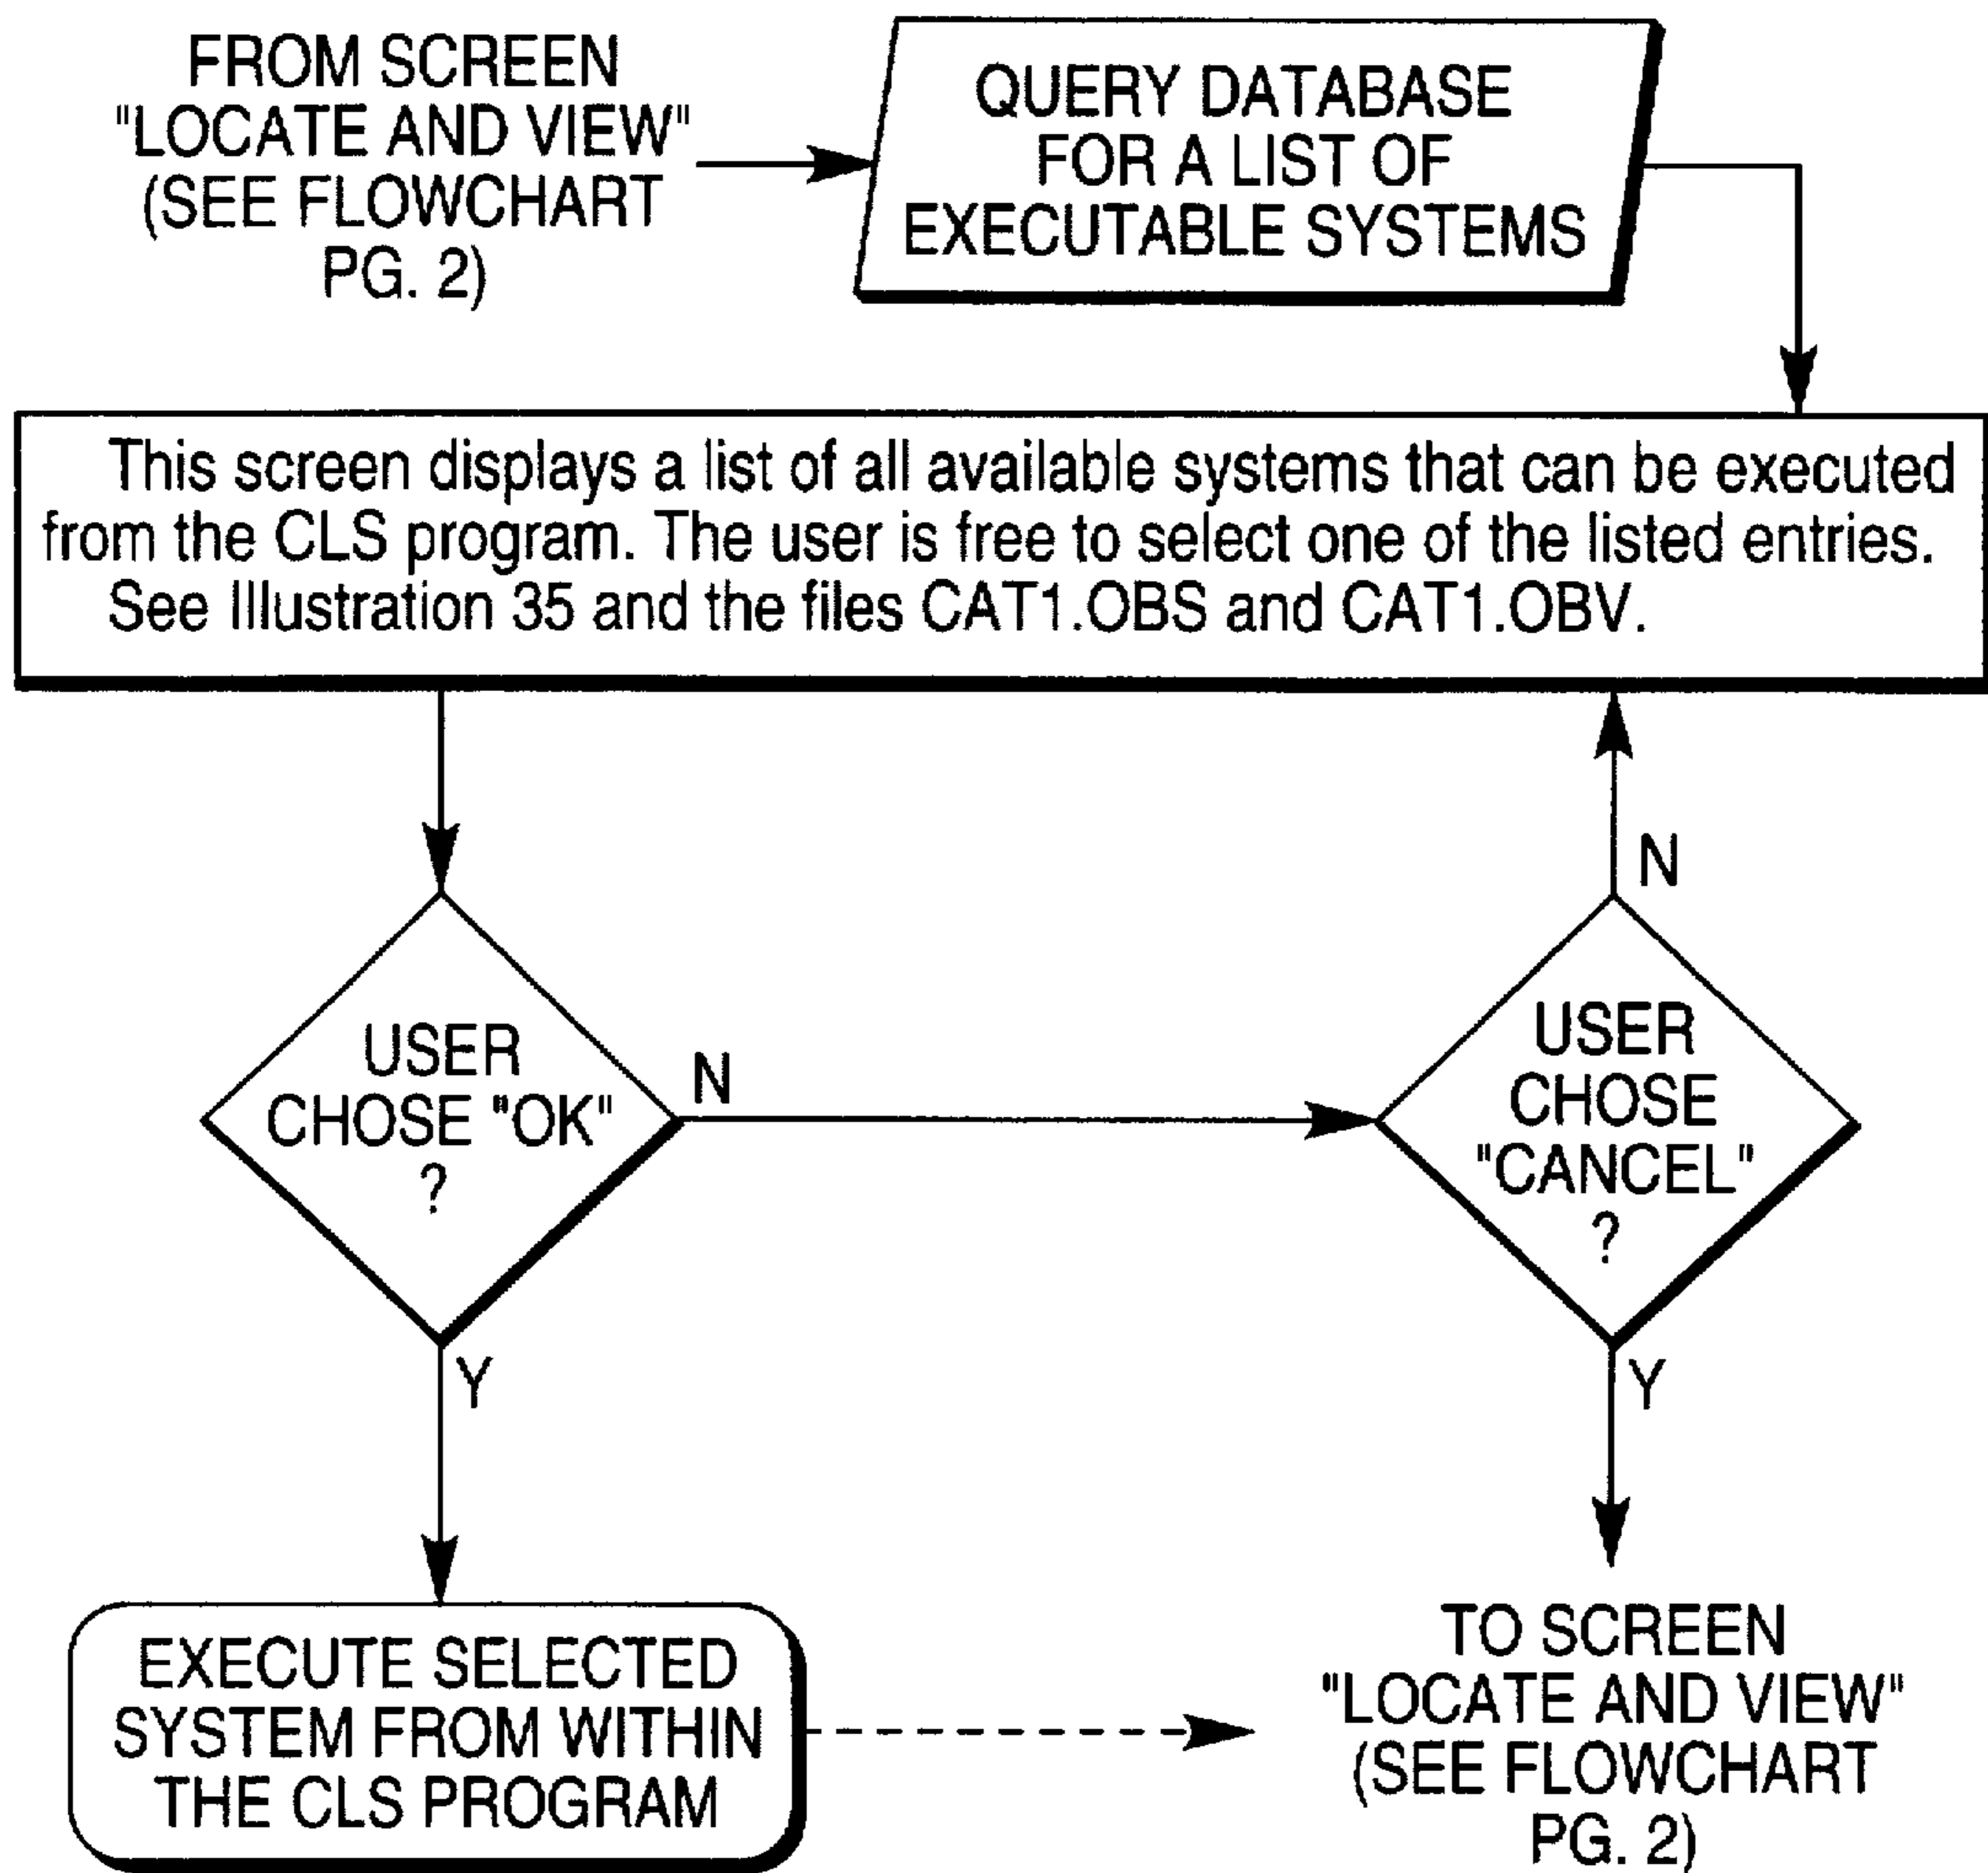 FROM SCREEN
"LOCATE AND VIEW"
(SEE FLOWCHART
PG. 2)
QUERY DATABASE
FOR A LIST OF
EXECUTABLE SYSTEMS
This screen displays a list of all available systems that can be executed
from the CLS program. The user is free to select one of the listed entries.
See Illustration 35 and the files CAT1.OBS and CAT1.OBV.
USER
CHOSE "OK"
?
N
Y
USER
CHOSE
"CANCEL"
?
N
Y
EXECUTE SELECTED
SYSTEM FROM WITHIN
THE CLS PROGRAM
TO SCREEN
"LOCATE AND VIEW"
(SEE FLOWCHART
PG. 2)